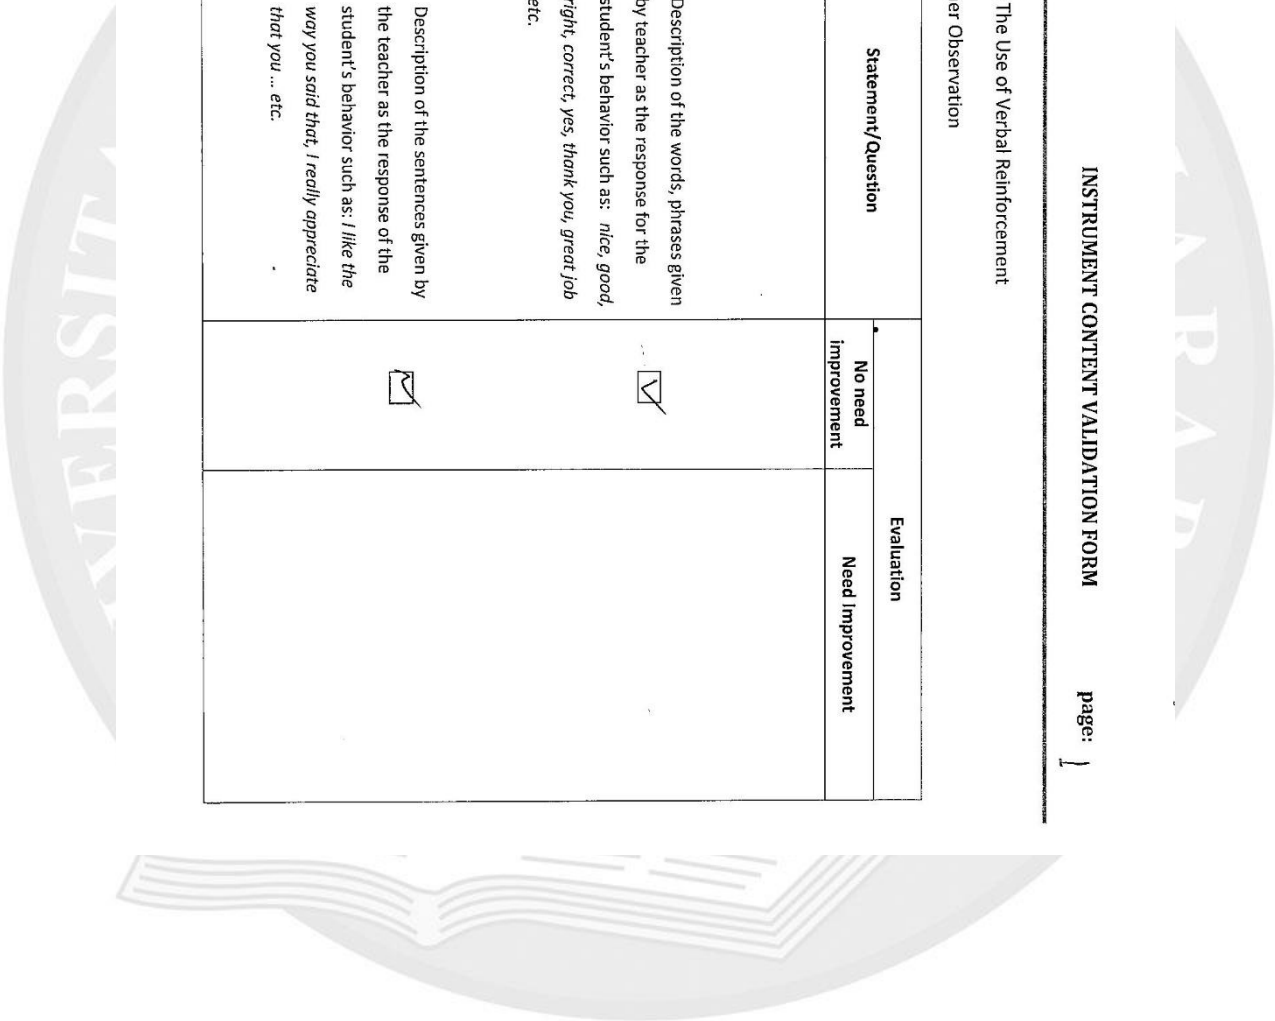 INSTRUMENT CONTENT VALIDATION FORM page: 1
The Use of Verbal Reinforcement
er Observation
Statement/Question
Evaluation
No need
improvement
Need Improvement
Description of the words, phrases given
by teacher as the response for the
student's behavior such as: nice, good,
right, correct, yes, thank you, great job
etc.
Description of the sentences given by
the teacher as the response of the
student's behavior such as: I like the
way you said that, I really appreciate
that you ... etc.